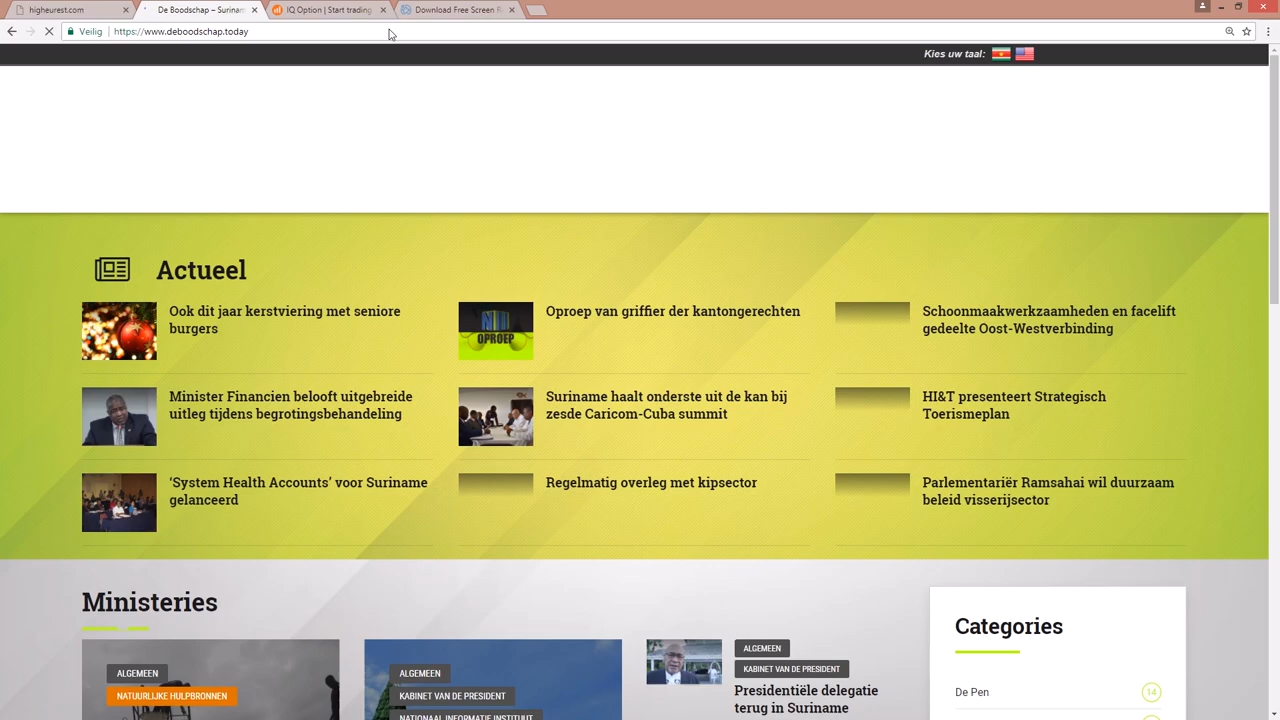 higheurest.com
De Boodschap – Surinam
IQ Option | Start trading
Download Free Screen R
Veilig
https://www.deboodschap.today
Kies uw taal:
Actueel
Ook dit jaar kerstviering met seniore
burgers
OPROEP
Oproep van griffier der kantongerechten
Schoonmaakwerkzaamheden en facelift
gedeelte Oost-Westverbinding
Minister Financien belooft uitgebreide
uitleg tijdens begrotingsbehandeling
Suriname haalt onderste uit de kan bij
zesde Caricom-Cuba summit
HI&T presenteert Strategisch
Toerismeplan
‘System Health Accounts’ voor Suriname
gelanceerd
Regelmatig overleg met kipsector
Parlementariër Ramsahai wil duurzaam
beleid visserijsector
Ministeries
ALGEMEEN
NATUURLIJKE HULPBRONNEN
ALGEMEEN
KABINET VAN DE PRESIDENT
NATIONAAL INFORMATIE INSTITUUT
ALGEMEEN
KABINET VAN DE PRESIDENT
Presidentiële delegatie
terug in Suriname
Categories
De Pen
14